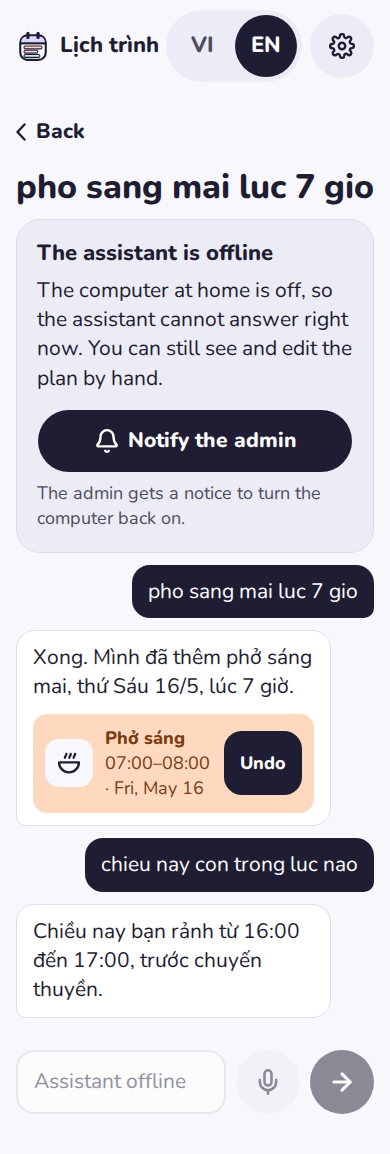 Lịch trình
VI
EN
Back
pho sang mai luc 7 gio
The assistant is offline
The computer at home is off, so
the assistant cannot answer right
now. You can still see and edit the
plan by hand.
Notify the admin
The admin gets a notice to turn the
computer back on.
pho sang mai luc 7 gio
Xong. Mình đã thêm phở sáng
mai, thứ Sáu 16/5, lúc 7 giờ.
Phở sáng
07:00–08:00
· Fri, May 16
Undo
chieu nay con trong luc nao
Chiều nay bạn rảnh từ 16:00
đến 17:00, trước chuyến
thuyền.
Assistant offline